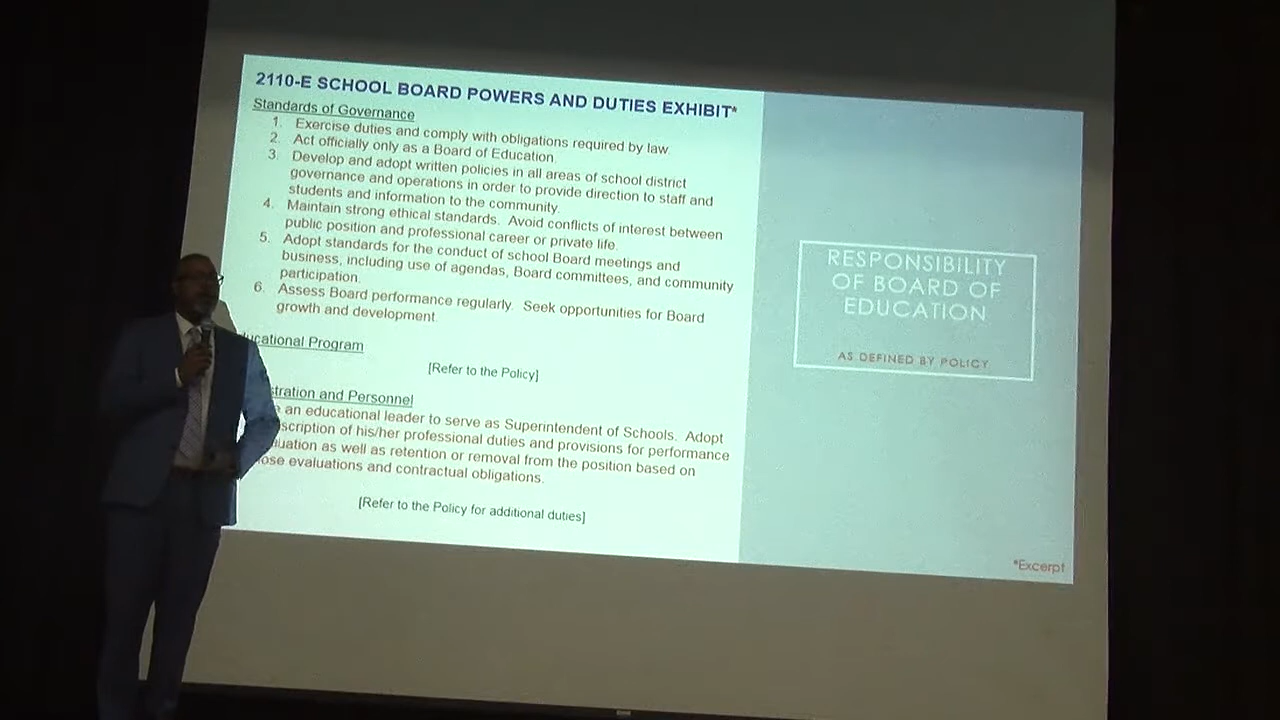 2110-E SCHOOL BOARD POWERS AND DUTIES EXHIBIT*
Standards of Governance
1. Exercise duties and comply with obligations required by law.
2. Act officially only as a Board of Education.
3. Develop and adopt written policies in all areas of school district
governance and operations in order to provide direction to staff and
students and information to the community.
4. Maintain strong ethical standards. Avoid conflicts of interest between
public position and professional career or private life.
5. Adopt standards for the conduct of school Board meetings and
business, including use of agendas, Board committees, and community
participation.
6. Assess Board performance regularly. Seek opportunities for Board
growth and development.
ucational Program
[Refer to the Policy]
stration and Personnel
an educational leader to serve as Superintendent of Schools. Adopt
scription of his/her professional duties and provisions for performance
uation as well as retention or removal from the position based on
ose evaluations and contractual obligations.
[Refer to the Policy for additional duties]
RESPONSIBILITY
OF BOARD OF
EDUCATION
AS DEFINED BY POLICY
*Excerpt